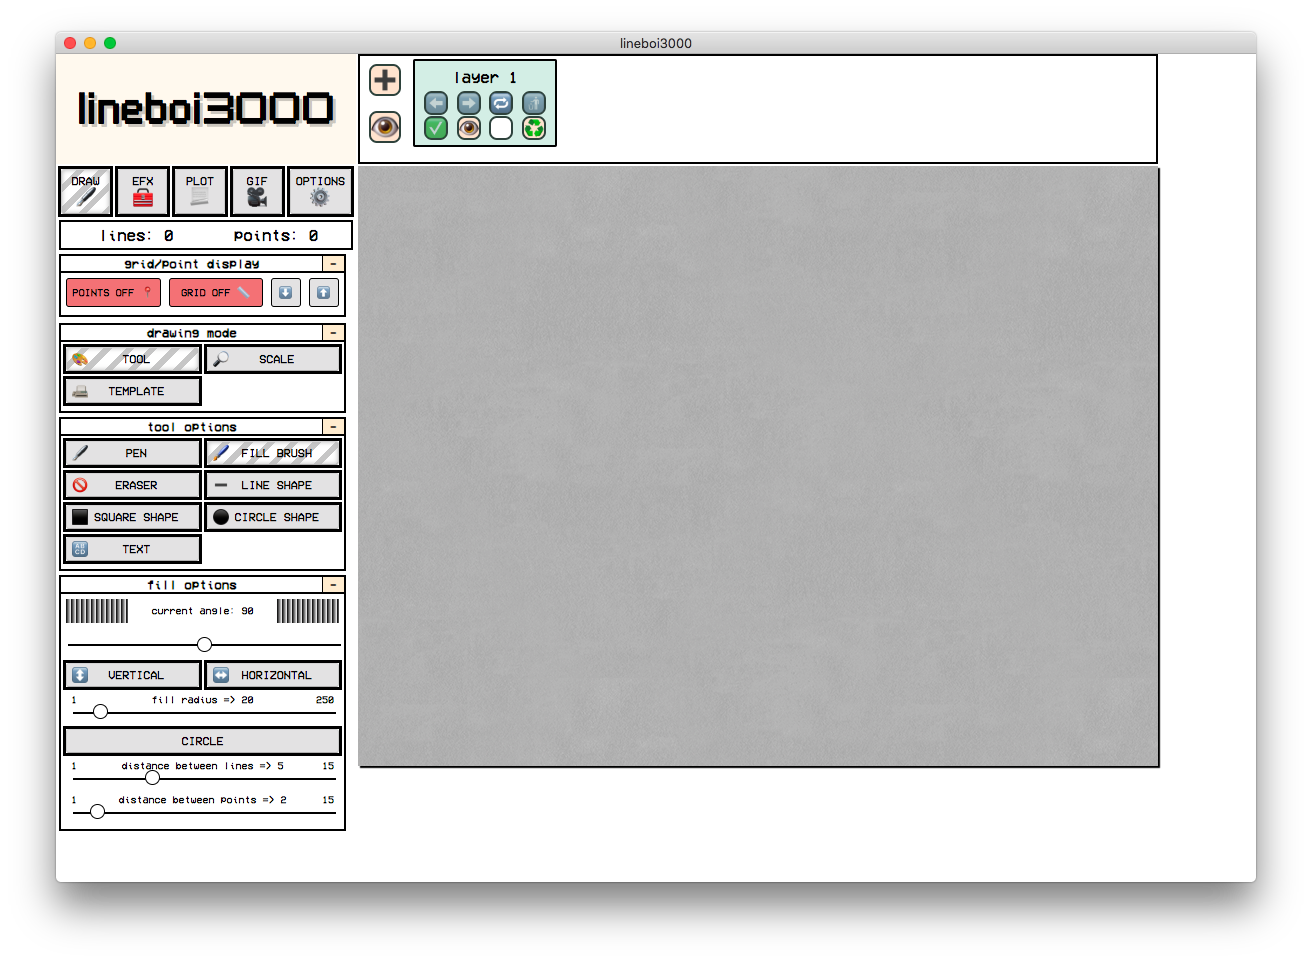 lineboi3000
lineboi3000
layer 1
DRAW EFX PLOT GIF OPTIONS
lines: 0 points: 0
grid/point display -
POINTS OFF GRID OFF
drawing mode -
TOOL SCALE
TEMPLATE
tool options -
PEN FILL BRUSH
ERASER LINE SHAPE
SQUARE SHAPE CIRCLE SHAPE
TEXT
fill options -
current angle: 90
VERTICAL HORIZONTAL
1 fill radius => 20 250
CIRCLE
1 distance between lines => 5 15
1 distance between points => 2 15